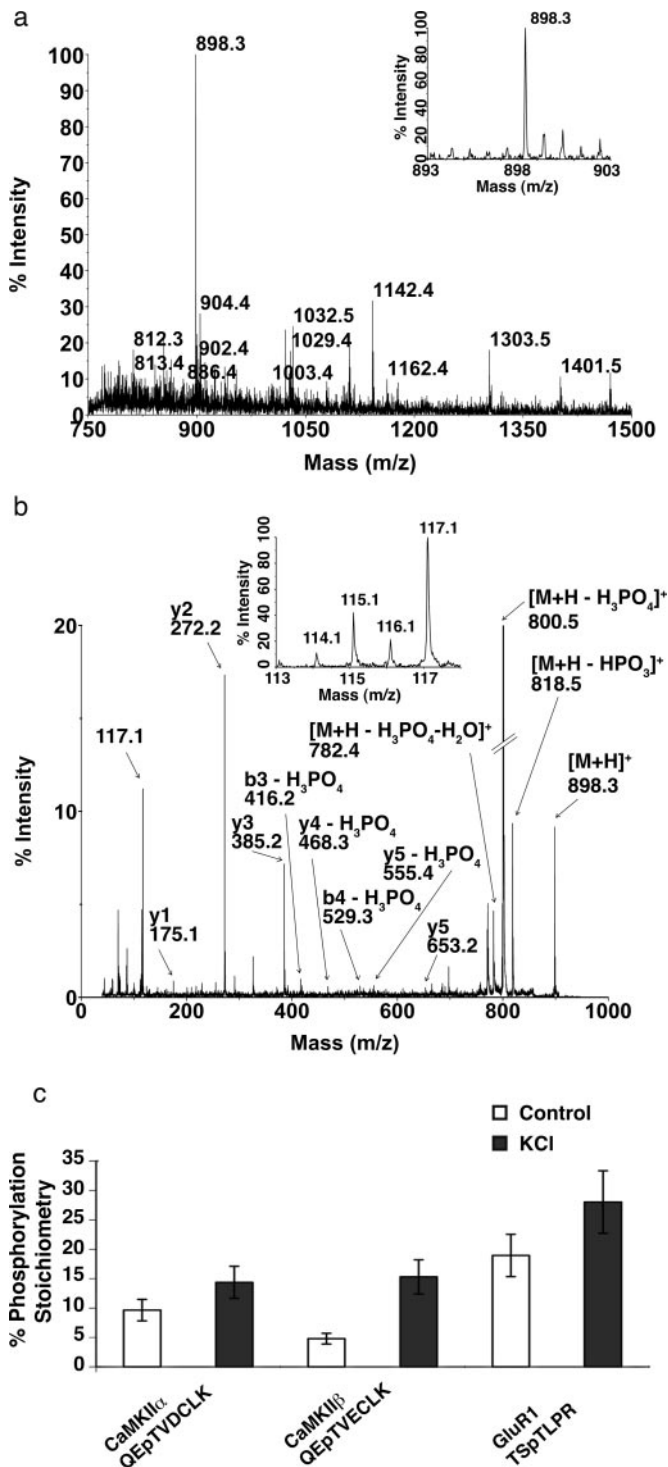 a
898.3
100
90
80
70
60
50
40
30
20
10
0
% Intensity
904.4
812.3
813.4
902.4
886.4
1032.5
1029.4
1003.4
1142.4
1162.4
1303.5
1401.5
750
900
1050
1200
1350
1500
Mass (m/z)
898.3
100
80
60
40
20
0
% Intensity
893
898
903
Mass (m/z)
b
20
10
0
% Intensity
117.1
y1
175.1
y2
272.2
y3
385.2
b3 - H₃PO₄
416.2
y4 - H₃PO₄
468.3
b4 - H₃PO₄
529.3
y5 - H₃PO₄
555.4
y5
653.2
[M+H - H₃PO₄-H₂O]⁺
782.4
[M+H - H₃PO₄]⁺
800.5
[M+H - HPO₃]⁺
818.5
[M+H]⁺
898.3
0
200
400
600
800
1000
Mass (m/z)
100
80
60
40
20
0
% Intensity
114.1
115.1
116.1
117.1
113
115
117
Mass (m/z)
c
Control
KCl
35
30
25
20
15
10
5
0
% Phosphorylation
Stoichiometry
CaMKIIα
QEpTVDCLK
CaMKIIβ
QEpTVECLK
GluR1
TSpTLPR